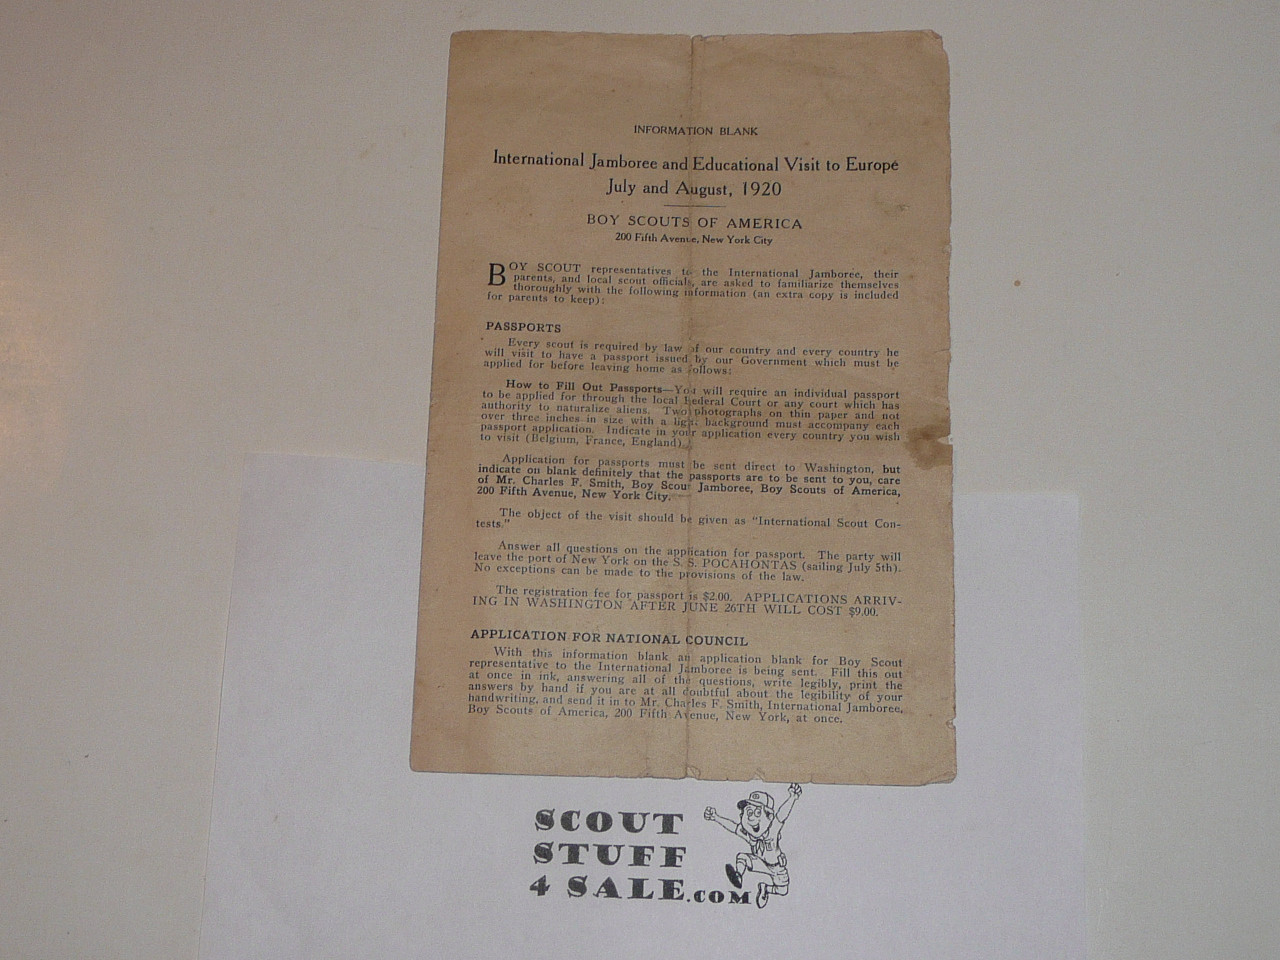 INFORMATION BLANK
International Jamboree and Educational Visit to Europe
July and August, 1920
BOY SCOUTS OF AMERICA
200 Fifth Avenue, New York City
BOY SCOUT representatives to the International Jamboree, their
parents, and local scout officials, are asked to familiarize themselves
thoroughly with the following information (an extra copy is included
for parents to keep):
PASSPORTS
Every scout is required by law of our country and every country he
will visit to have a passport issued by our Government which must be
applied for before leaving home as follows:
How to Fill Out Passports—You will require an individual passport
to be applied for through the local Federal Court or any court which has
authority to naturalize aliens. Two photographs on thin paper and not
over three inches in size with a light background must accompany each
passport application. Indicate in your application every country you wish
to visit (Belgium, France, England).
Application for passports must be sent direct to Washington, but
indicate on blank definitely that the passports are to be sent to you, care
of Mr. Charles F. Smith, Boy Scout Jamboree, Boy Scouts of America,
200 Fifth Avenue, New York City.
The object of the visit should be given as "International Scout Con-
tests."
Answer all questions on the application for passport. The party will
leave the port of New York on the S. S. POCAHONTAS (sailing July 5th).
No exceptions can be made to the provisions of the law.
The registration fee for passport is $2.00. APPLICATIONS ARRIV-
ING IN WASHINGTON AFTER JUNE 26TH WILL COST $9.00.
APPLICATION FOR NATIONAL COUNCIL
With this information blank an application blank for Boy Scout
representative to the International Jamboree is being sent. Fill this out
at once in ink, answering all of the questions, write legibly, print the
answers by hand if you are at all doubtful about the legibility of your
handwriting, and send it in to Mr. Charles F. Smith, International Jamboree,
Boy Scouts of America, 200 Fifth Avenue, New York, at once.
SCOUT
STUFF
4 SALE.COM